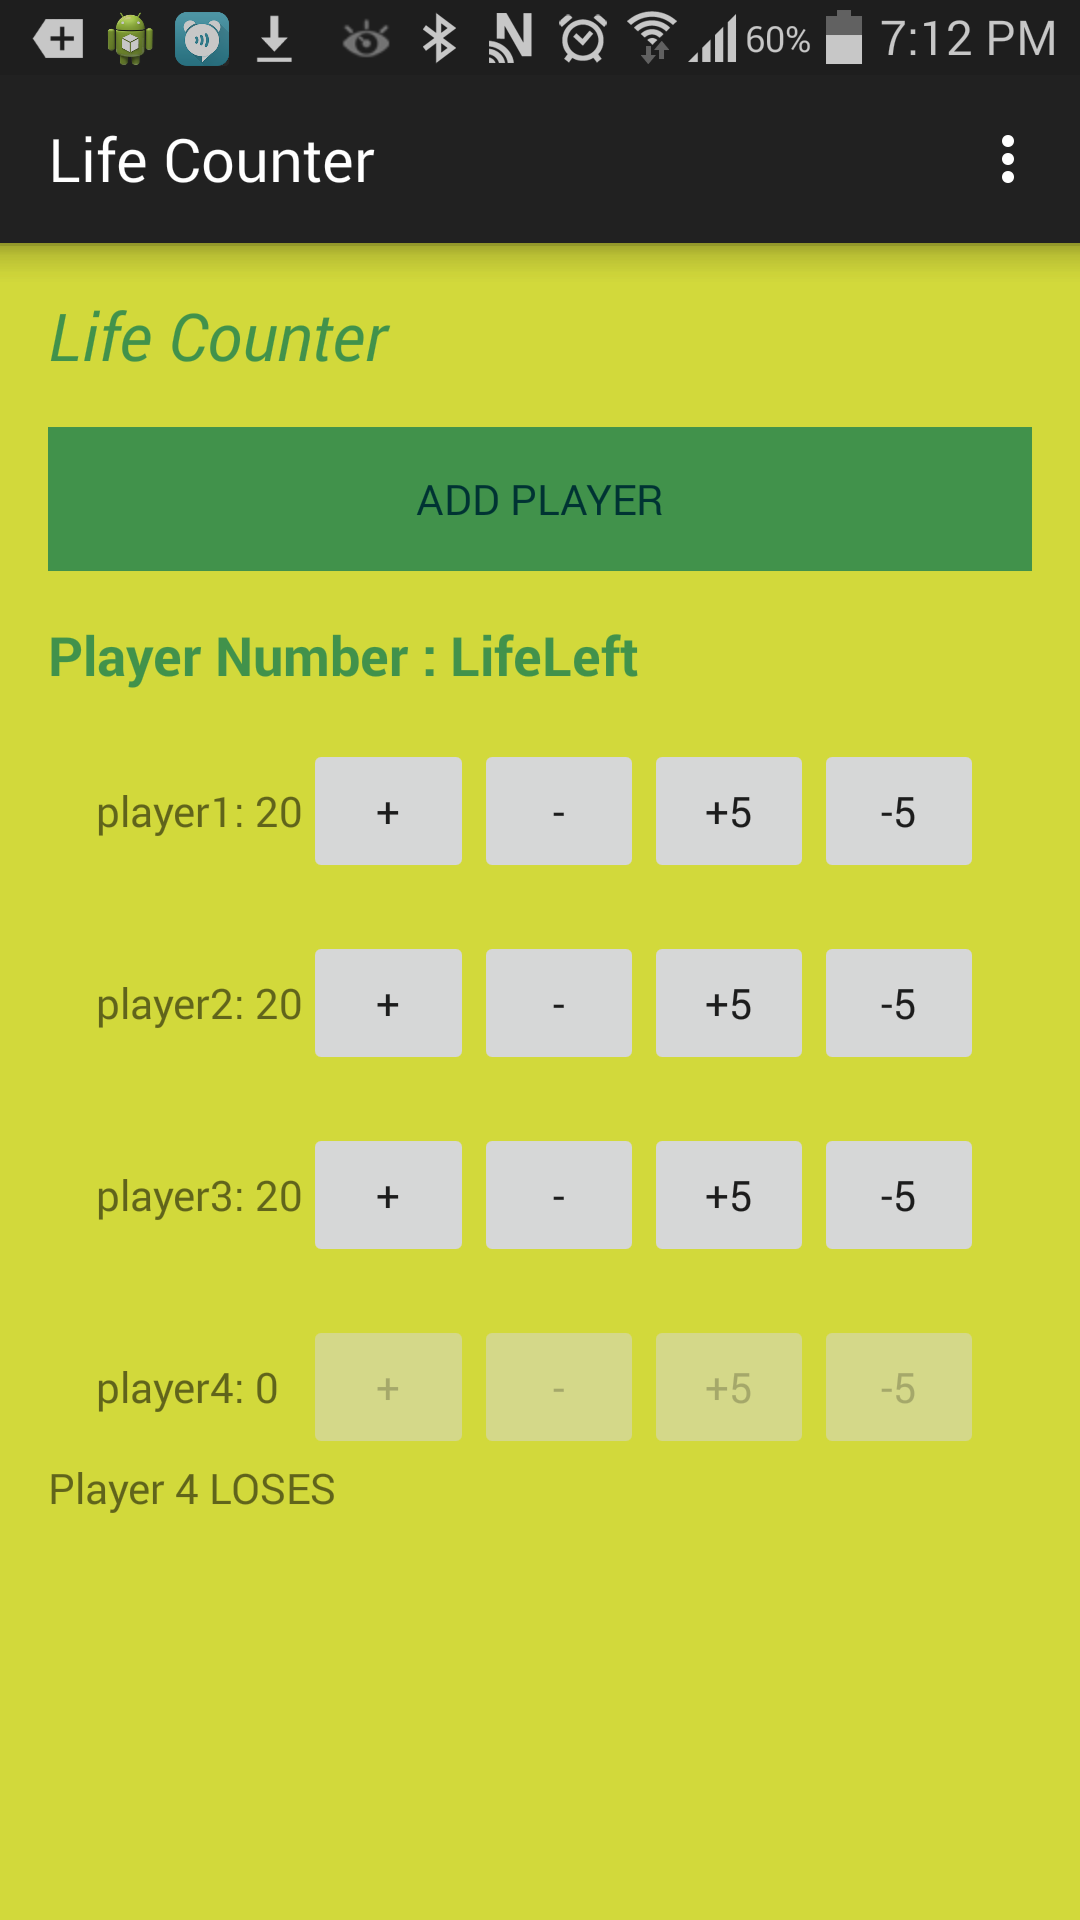 60% 7:12 PM
Life Counter
Life Counter
ADD PLAYER
Player Number : LifeLeft
player1: 20 + - +5 -5
player2: 20 + - +5 -5
player3: 20 + - +5 -5
player4: 0 + - +5 -5
Player 4 LOSES